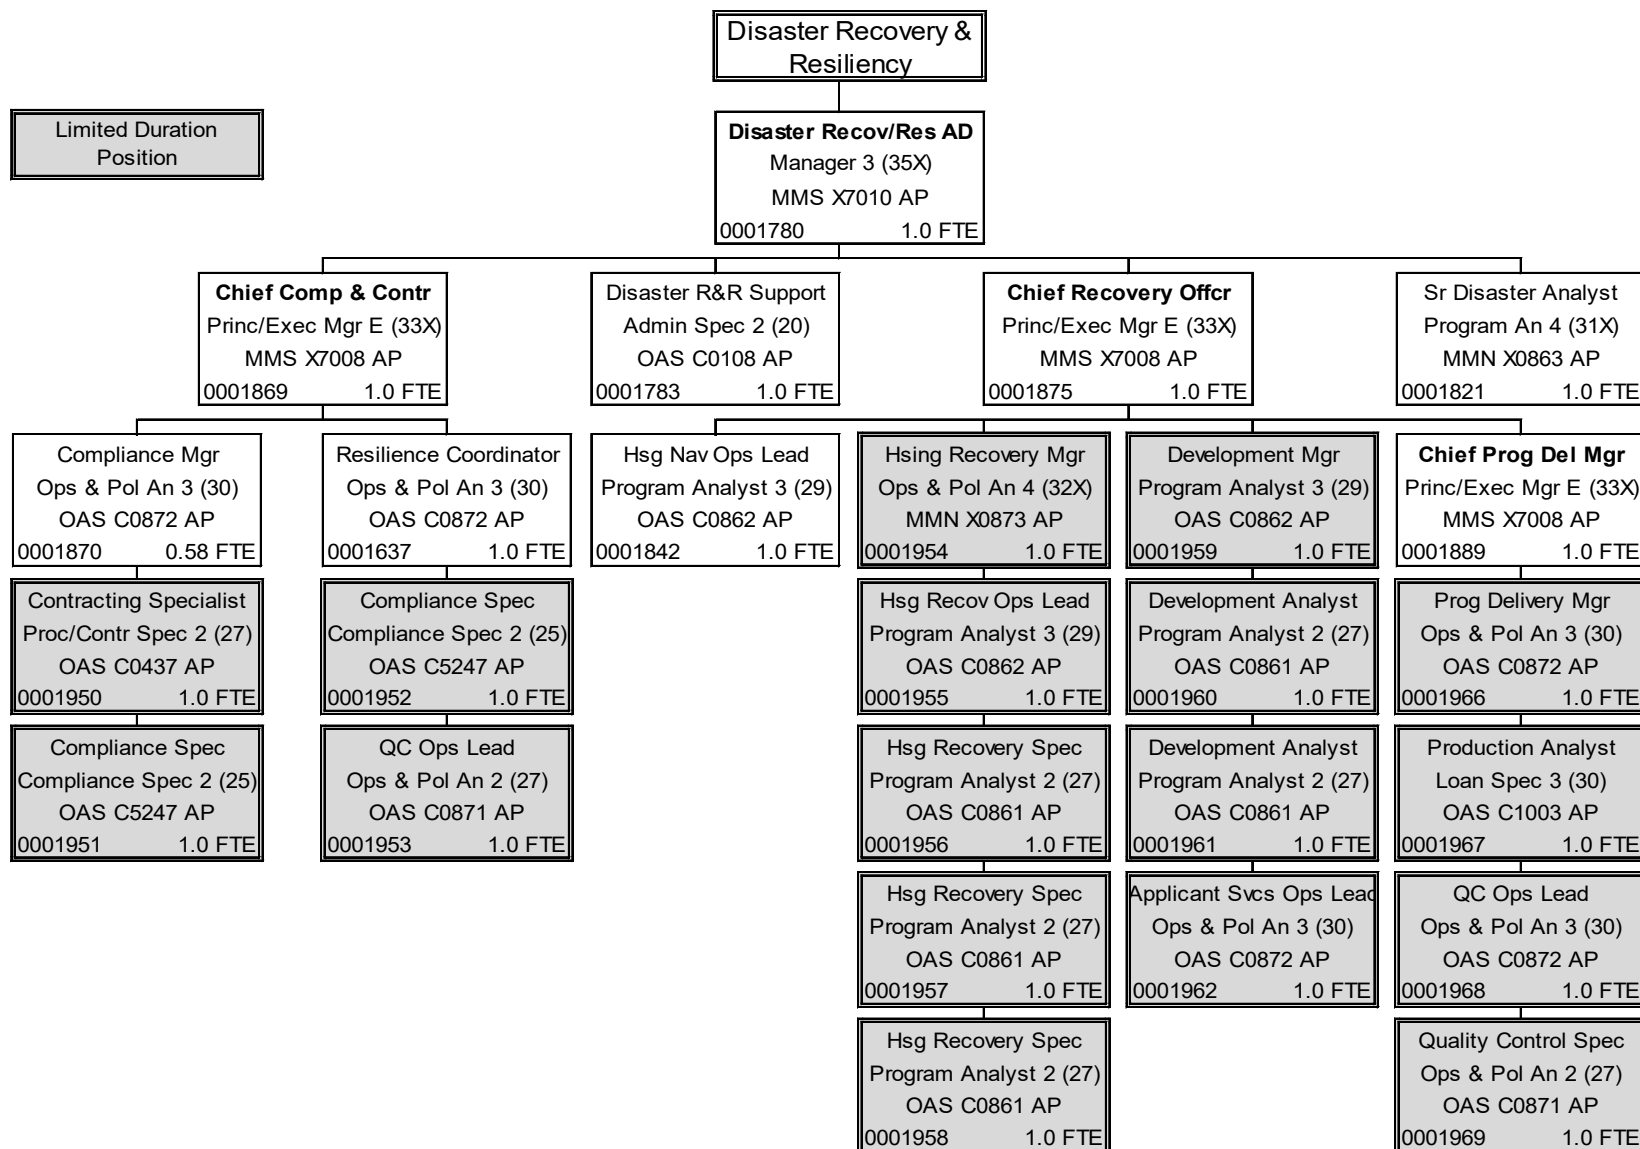 Disaster Recovery &
Resiliency
Limited Duration
Position
Disaster Recov/Res AD
Manager 3 (35X)
MMS X7010 AP
0001780 1.0 FTE
Chief Comp & Contr
Princ/Exec Mgr E (33X)
MMS X7008 AP
0001869 1.0 FTE
Disaster R&R Support
Admin Spec 2 (20)
OAS C0108 AP
0001783 1.0 FTE
Chief Recovery Offcr
Princ/Exec Mgr E (33X)
MMS X7008 AP
0001875 1.0 FTE
Sr Disaster Analyst
Program An 4 (31X)
MMN X0863 AP
0001821 1.0 FTE
Compliance Mgr
Ops & Pol An 3 (30)
OAS C0872 AP
0001870 0.58 FTE
Resilience Coordinator
Ops & Pol An 3 (30)
OAS C0872 AP
0001637 1.0 FTE
Hsg Nav Ops Lead
Program Analyst 3 (29)
OAS C0862 AP
0001842 1.0 FTE
Hsing Recovery Mgr
Ops & Pol An 4 (32X)
MMN X0873 AP
0001954 1.0 FTE
Development Mgr
Program Analyst 3 (29)
OAS C0862 AP
0001959 1.0 FTE
Chief Prog Del Mgr
Princ/Exec Mgr E (33X)
MMS X7008 AP
0001889 1.0 FTE
Contracting Specialist
Proc/Contr Spec 2 (27)
OAS C0437 AP
0001950 1.0 FTE
Compliance Spec
Compliance Spec 2 (25)
OAS C5247 AP
0001952 1.0 FTE
Hsg Recov Ops Lead
Program Analyst 3 (29)
OAS C0862 AP
0001955 1.0 FTE
Development Analyst
Program Analyst 2 (27)
OAS C0861 AP
0001960 1.0 FTE
Prog Delivery Mgr
Ops & Pol An 3 (30)
OAS C0872 AP
0001966 1.0 FTE
Compliance Spec
Compliance Spec 2 (25)
OAS C5247 AP
0001951 1.0 FTE
QC Ops Lead
Ops & Pol An 2 (27)
OAS C0871 AP
0001953 1.0 FTE
Hsg Recovery Spec
Program Analyst 2 (27)
OAS C0861 AP
0001956 1.0 FTE
Development Analyst
Program Analyst 2 (27)
OAS C0861 AP
0001961 1.0 FTE
Production Analyst
Loan Spec 3 (30)
OAS C1003 AP
0001967 1.0 FTE
Hsg Recovery Spec
Program Analyst 2 (27)
OAS C0861 AP
0001957 1.0 FTE
Applicant Svcs Ops Lead
Ops & Pol An 3 (30)
OAS C0872 AP
0001962 1.0 FTE
QC Ops Lead
Ops & Pol An 3 (30)
OAS C0872 AP
0001968 1.0 FTE
Hsg Recovery Spec
Program Analyst 2 (27)
OAS C0861 AP
0001958 1.0 FTE
Quality Control Spec
Ops & Pol An 2 (27)
OAS C0871 AP
0001969 1.0 FTE